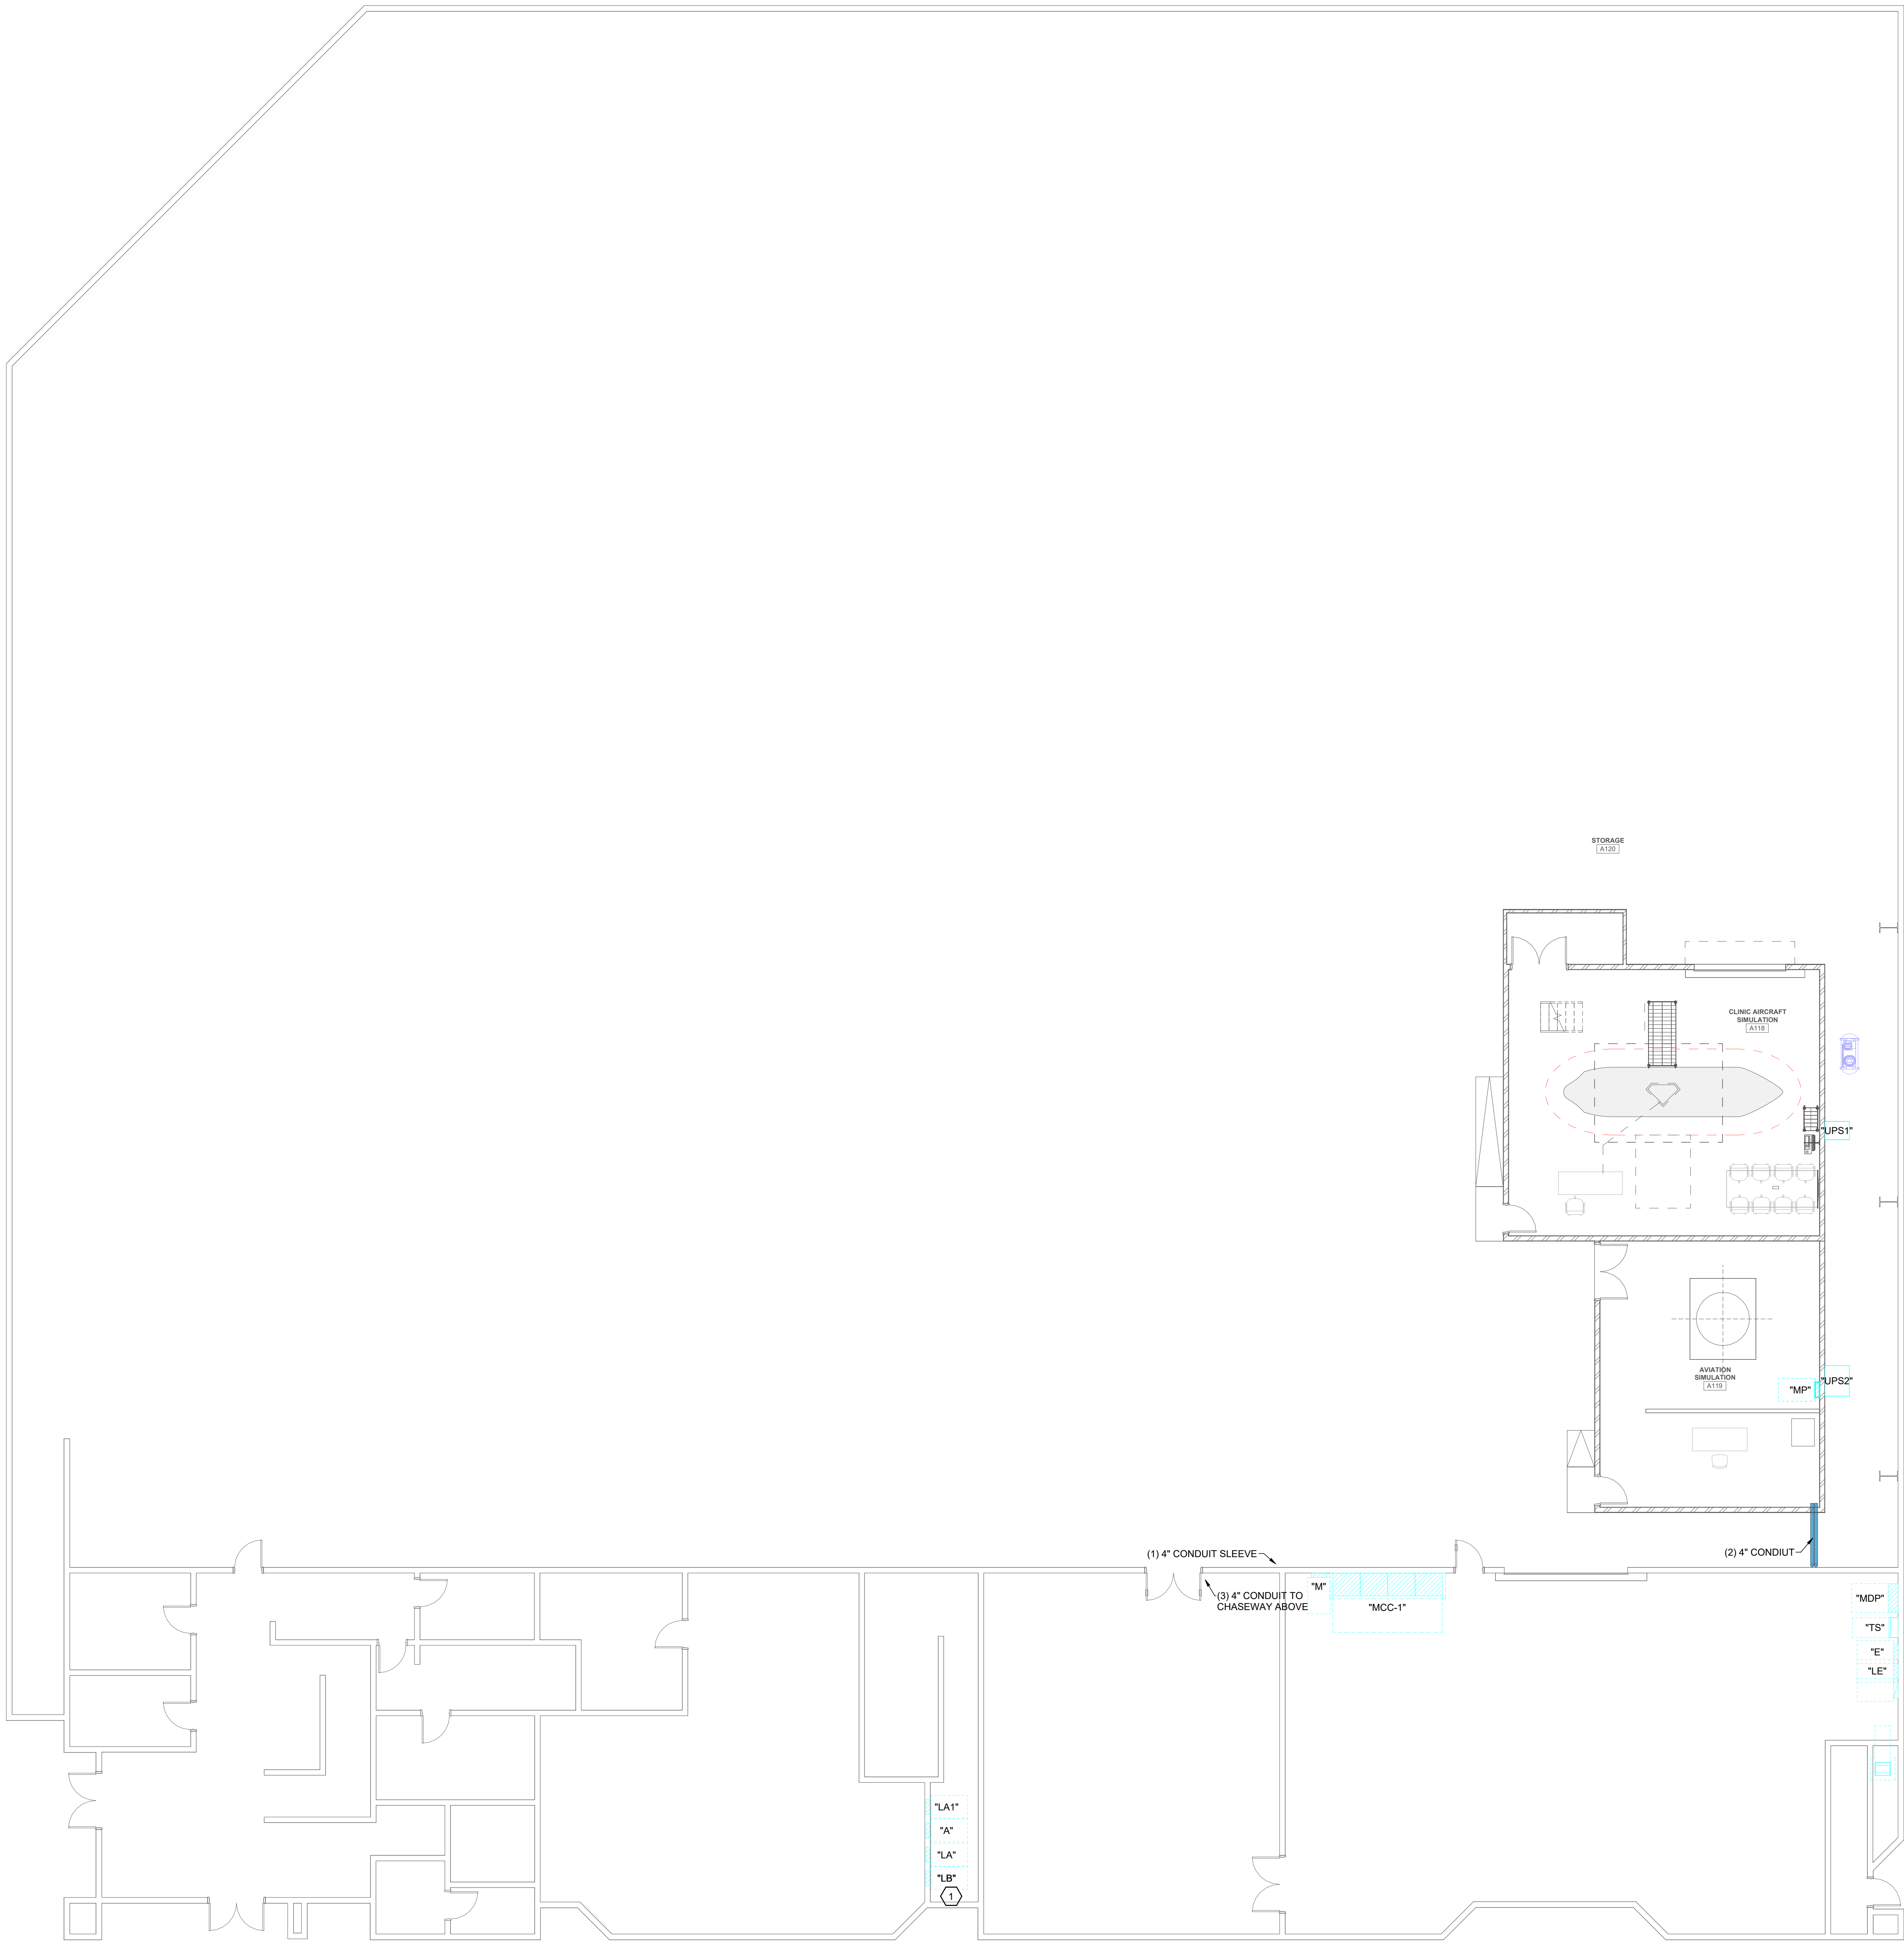 STORAGE
A120
CLINIC AIRCRAFT
SIMULATION
A118
"UPS1"
AVIATION
SIMULATION
A119
"MP"
"UPS2"
(1) 4" CONDUIT SLEEVE
(2) 4" CONDIUT
"M"
(3) 4" CONDUIT TO
CHASEWAY ABOVE
"MCC-1"
"MDP"
"TS"
"E"
"LE"
"LA1"
"A"
"LA"
"LB"
1